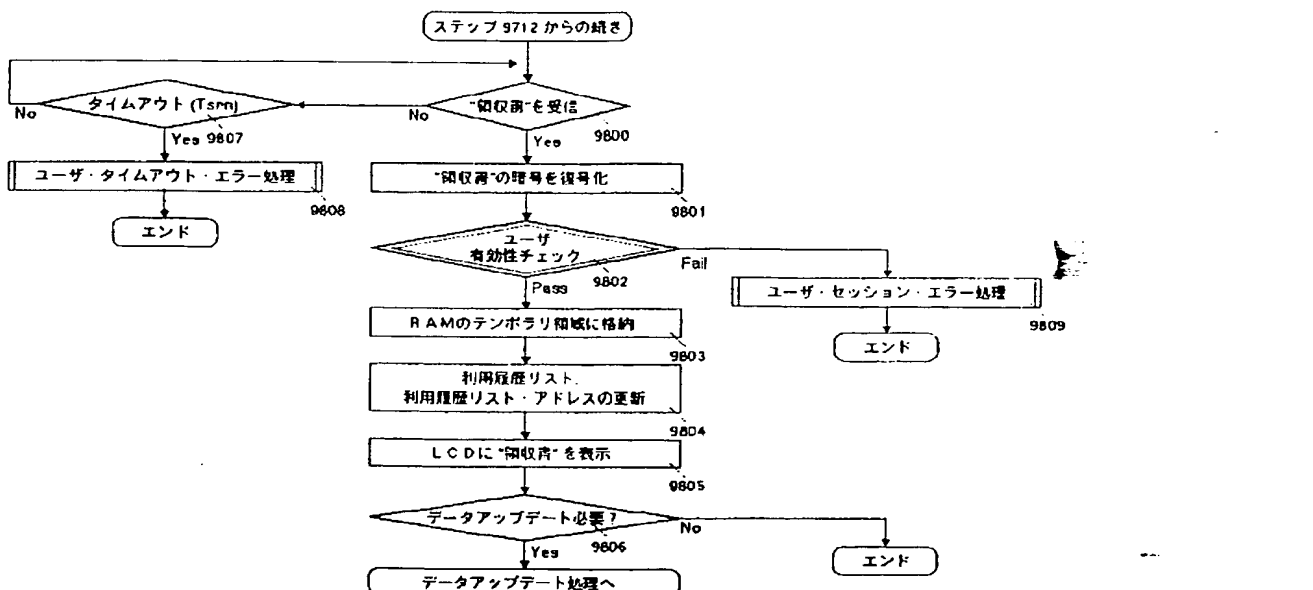 ステップ 9712 からの続き
タイムアウト (Tsrn)
No
Yes 9807
"領収書"を受信
No
9800
Yes
ユーザ・タイムアウト・エラー処理
9808
エンド
"領収書"の暗号を復号化
9801
ユーザ
有効性チェック
9802
Fail
Pass
ユーザ・セッション・エラー処理
9809
エンド
RAMのテンポラリ領域に格納
9803
利用履歴リスト,
利用履歴リスト・アドレスの更新
9804
LCDに"領収書"を表示
9805
データアップデート必要?
9806
No
Yes
エンド
データアップデート処理へ